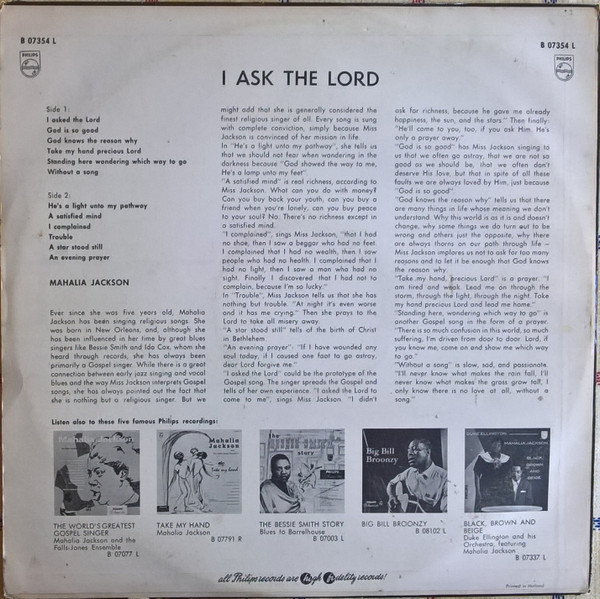 B 07354 L
B 07354 L
PHILIPS
PHILIPS
I ASK THE LORD
Side 1:
I asked the Lord
God is so good
God knows the reason why
Take my hand precious Lord
Standing here wondering which way to go
Without a song
Side 2:
He's a light unto my pathway
A satisfied mind
I complained
Trouble
A star stood still
An evening prayer
MAHALIA JACKSON
Ever since she was five years old, Mahalia
Jackson has been singing religious songs. She
was born in New Orleans, and, although she
has been influenced in her time by great blues
singers like Bessie Smith and Ida Cox, whom she
heard through records, she has always been
primarily a Gospel singer. While there is a great
connection between early jazz singing and vocal
blues and the way Miss Jackson interprets Gospel
songs, she has always pointed out the fact that
she is nothing but a religious singer. But we
might add that she is generally considered the
finest religious singer of all. Every song is sung
with complete conviction, simply because Miss
Jackson is convinced of her mission in life.
In "He's a light unto my pathway", she tells us
that we should not fear when wandering in the
darkness because "God showed the way to me,
He's a lamp unto my feet".
"A satisfied mind" is real richness, according to
Miss Jackson. What can you do with money?
Can you buy back your youth, can you buy a
friend when you're lonely, can you buy peace
to your soul? No. There's no richness except in
a satisfied mind.
"I complained", sings Miss Jackson, "that I had
no shoe, then I saw a beggar who had no feet.
I complained that I had no wealth, then I saw
people who had no health. I complained that I
had no light, then I saw a man who had no
sight. Finally I discovered that I had not to
complain, because I'm so lucky."
In "Trouble", Miss Jackson tells us that she has
nothing but trouble. "At night it's even worse
and it has me crying." Then she prays to the
Lord to take all misery away.
"A star stood still" tells of the birth of Christ
in Bethlehem.
"An evening prayer": "If I have wounded any
soul today, if I caused one foot to go astray,
dear Lord forgive me."
"I asked the Lord" could be the prototype of the
Gospel song. The singer spreads the Gospel and
tells of her own experience. "I asked the Lord to
come to me", sings Miss Jackson. "I didn't
ask for richness, because he gave me already
happiness, the sun, and the stars." Then finally:
"He'll come to you, too, if you ask Him. He's
only a prayer away."
"God is so good" has Miss Jackson singing to
us that we often go astray, that we are not so
good as we should be, that we often don't
deserve His love, but that in spite of all these
faults we are always loved by Him, just because
"God is so good".
"God knows the reason why" tells us that there
are many things in life whose meaning we don't
understand. Why this world is as it is and doesn't
change, why some things we do turn out to be
wrong and others just the opposite, why there
are always thorns on our path through life –
Miss Jackson implores us not to ask for too many
reasons and to let it be enough that God knows
the reason why.
"Take my hand, precious Lord" is a prayer. "I
am tired and weak. Lead me on through the
storm, through the light, through the night. Take
my hand precious Lord and lead me home."
"Standing here, wondering which way to go" is
another Gospel song in the form of a prayer.
"There is so much confusion in this world, so much
suffering, I'm driven from door to door. Lord, if
you know me, come on and show me which way
to go."
"Without a song" is slow, sad, and passionate.
"I'll never know what makes the rain fall, I'll
never know what makes the grass grow tall, I
only know there is no love at all, without a
song."
Listen also to these five famous Philips recordings:
Mahalia Jackson
Mahalia
Jackson
Take my hand
the
BESSIE SMITH
story
Big Bill
Broonzy
DUKE ELLINGTON
MAHALIA JACKSON
BLACK,
BROWN
AND
BEIGE
THE WORLD'S GREATEST
GOSPEL SINGER
Mahalia Jackson and the
Falls-Jones Ensemble
B 07077 L
TAKE MY HAND
Mahalia Jackson
B 07791 R
THE BESSIE SMITH STORY
Blues to Barrelhouse
B 07003 L
BIG BILL BROONZY
B 08102 L
BLACK, BROWN AND
BEIGE
Duke Ellington and his
Orchestra, featuring
Mahalia Jackson
B 07337 L
all Philips records are high fidelity records!
Printed in Holland